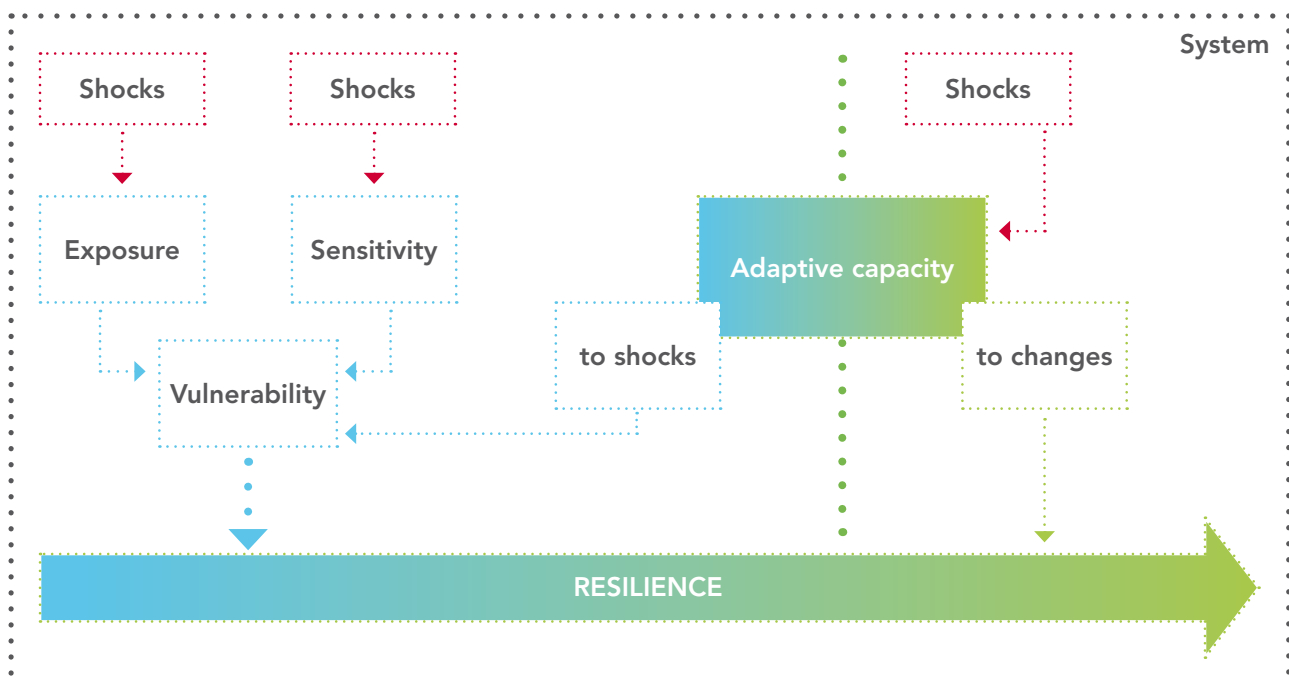 System
Shocks
Shocks
Shocks
Exposure
Sensitivity
Adaptive capacity
to shocks
to changes
Vulnerability
RESILIENCE